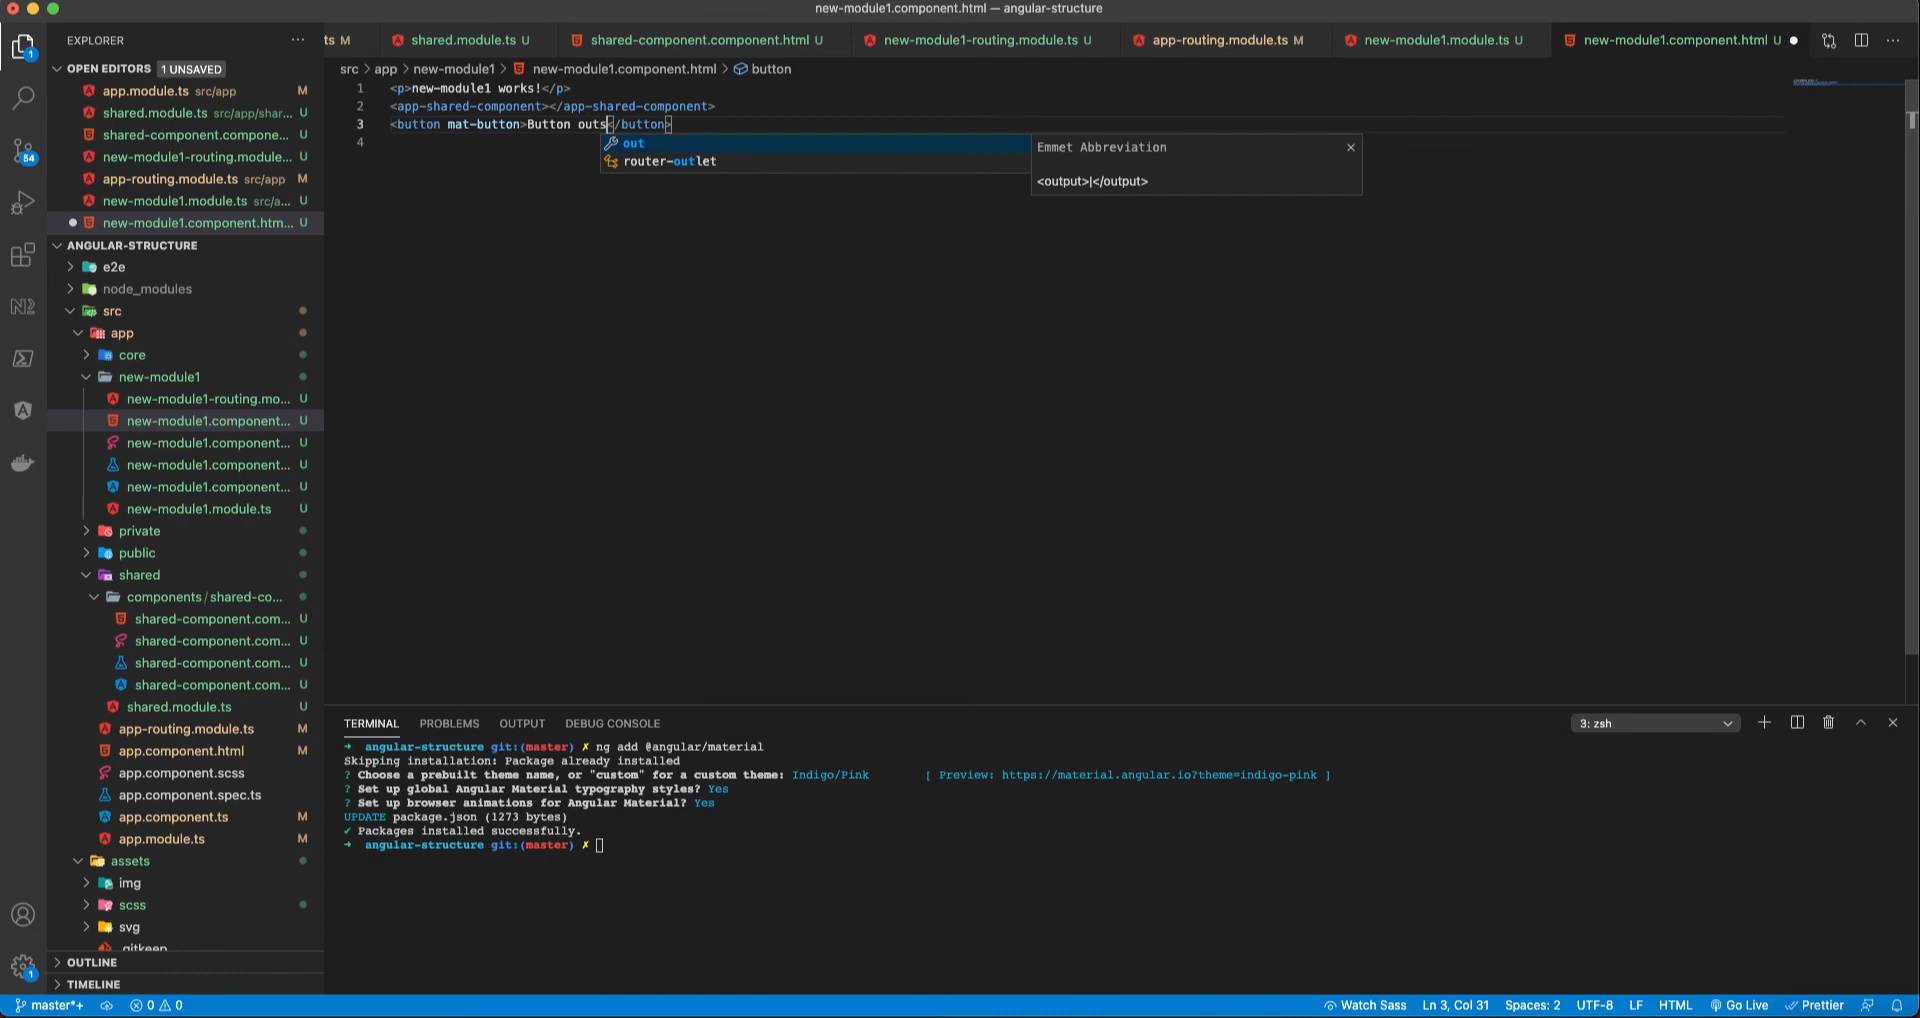 new-module1.component.html — angular-structure
EXPLORER
ts M
shared.module.ts U
shared-component.component.html U
new-module1-routing.module.ts U
app-routing.module.ts M
new-module1.module.ts U
new-module1.component.html U
1
OPEN EDITORS 1 UNSAVED
app.module.ts src/app M
shared.module.ts src/app/shar... U
shared-component.compone... U
new-module1-routing.module... U
app-routing.module.ts src/app M
new-module1.module.ts src/a... U
new-module1.component.htm... U
64
ANGULAR-STRUCTURE
e2e
node_modules
src
app
core
new-module1
new-module1-routing.mo... U
new-module1.component... U
new-module1.component... U
new-module1.component... U
new-module1.component... U
new-module1.module.ts U
private
public
shared
components/shared-co...
shared-component.com... U
shared-component.com... U
shared-component.com... U
shared-component.com... U
shared.module.ts U
app-routing.module.ts M
app.component.html M
app.component.scss
app.component.spec.ts
app.component.ts M
app.module.ts M
assets
img
scss
svg
.gitkeep
OUTLINE
TIMELINE
1
src > app > new-module1 > new-module1.component.html > button
1 <p>new-module1 works!</p>
2 <app-shared-component></app-shared-component>
3 <button mat-button>Button outs</button>
4
out
router-outlet
Emmet Abbreviation
<output>|</output>
TERMINAL PROBLEMS OUTPUT DEBUG CONSOLE
3: zsh
➜ angular-structure git:(master) ✗ ng add @angular/material
Skipping installation: Package already installed
? Choose a prebuilt theme name, or "custom" for a custom theme: Indigo/Pink [ Preview: https://material.angular.io?theme=indigo-pink ]
? Set up global Angular Material typography styles? Yes
? Set up browser animations for Angular Material? Yes
UPDATE package.json (1273 bytes)
✔ Packages installed successfully.
➜ angular-structure git:(master) ✗
master*+ 0 0
Watch Sass Ln 3, Col 31 Spaces: 2 UTF-8 LF HTML Go Live Prettier